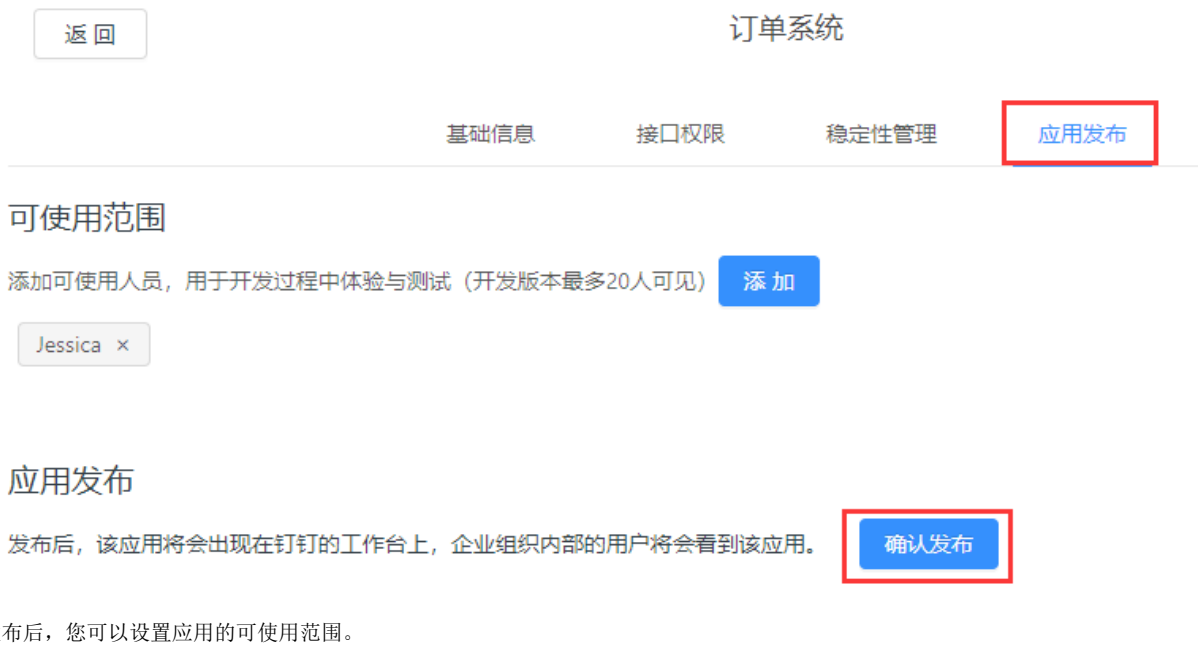 返 回
订单系统
基础信息 接口权限 稳定性管理 应用发布
可使用范围
添加可使用人员，用于开发过程中体验与测试（开发版本最多20人可见） 添 加
Jessica ×
应用发布
发布后，该应用将会出现在钉钉的工作台上，企业组织内部的用户将会看到该应用。 确认发布
布后，您可以设置应用的可使用范围。